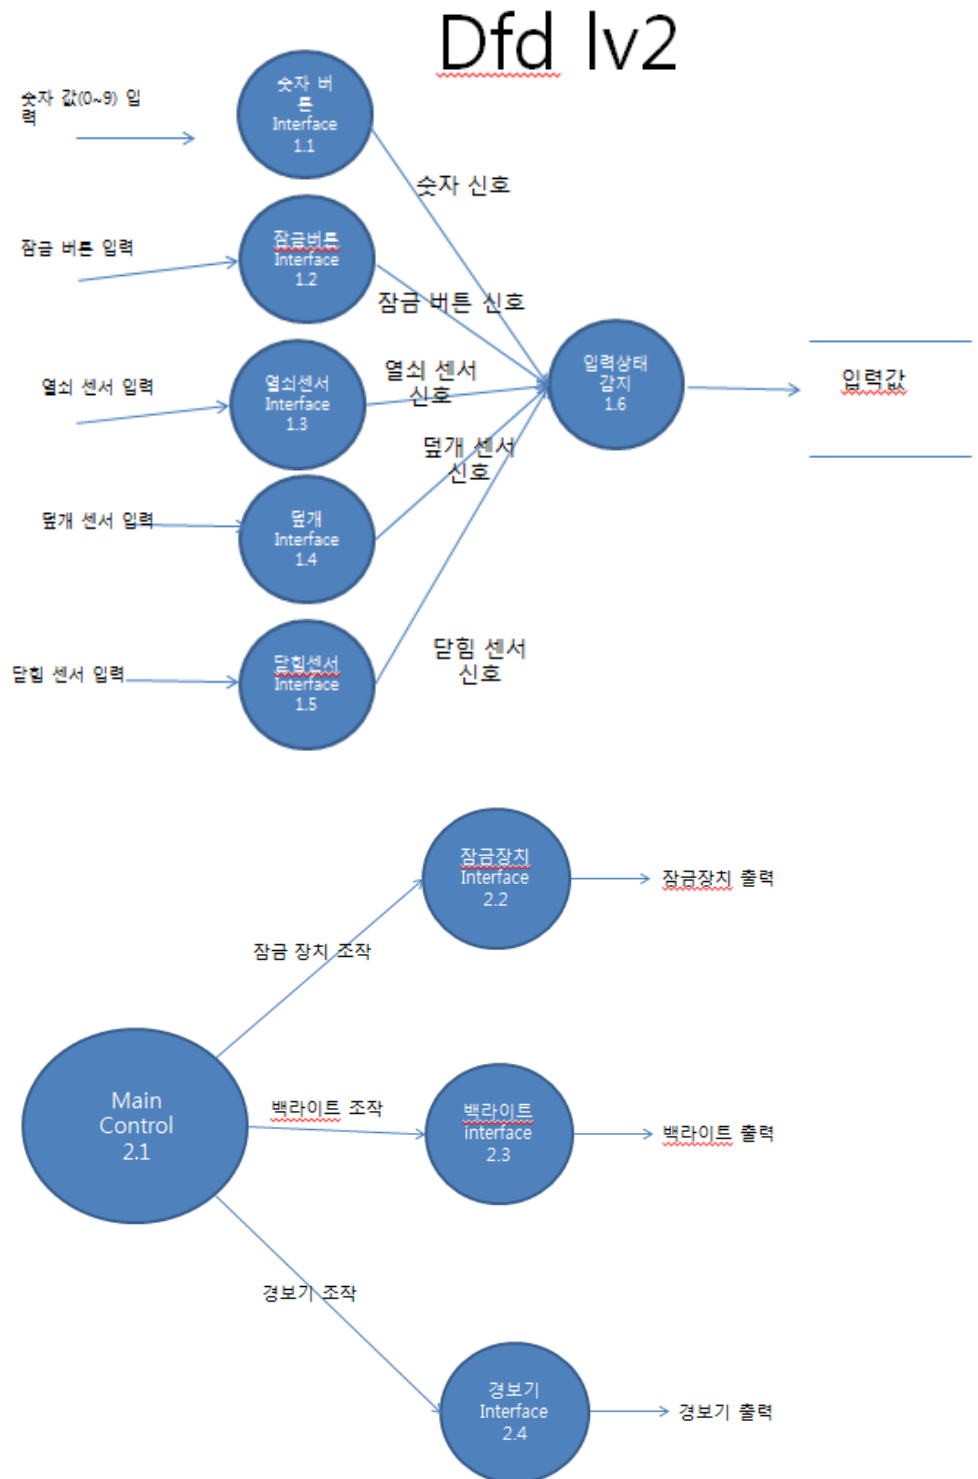 Dfd lv2
숫자 값(0~9) 입
력
숫자 버
튼
Interface
1.1
숫자 신호
잠금 버튼 입력
잠금버튼
Interface
1.2
잠금 버튼 신호
열쇠 센서 입력
열쇠센서
Interface
1.3
열쇠 센서
신호
입력상태
감지
1.6
입력값
덮개 센서 입력
덮개
Interface
1.4
덮개 센서
신호
닫힘 센서 입력
닫힘센서
Interface
1.5
닫힘 센서
신호
잠금장치
Interface
2.2
잠금장치 출력
잠금 장치 조작
Main
Control
2.1
백라이트 조작
백라이트
interface
2.3
백라이트 출력
경보기 조작
경보기
Interface
2.4
경보기 출력